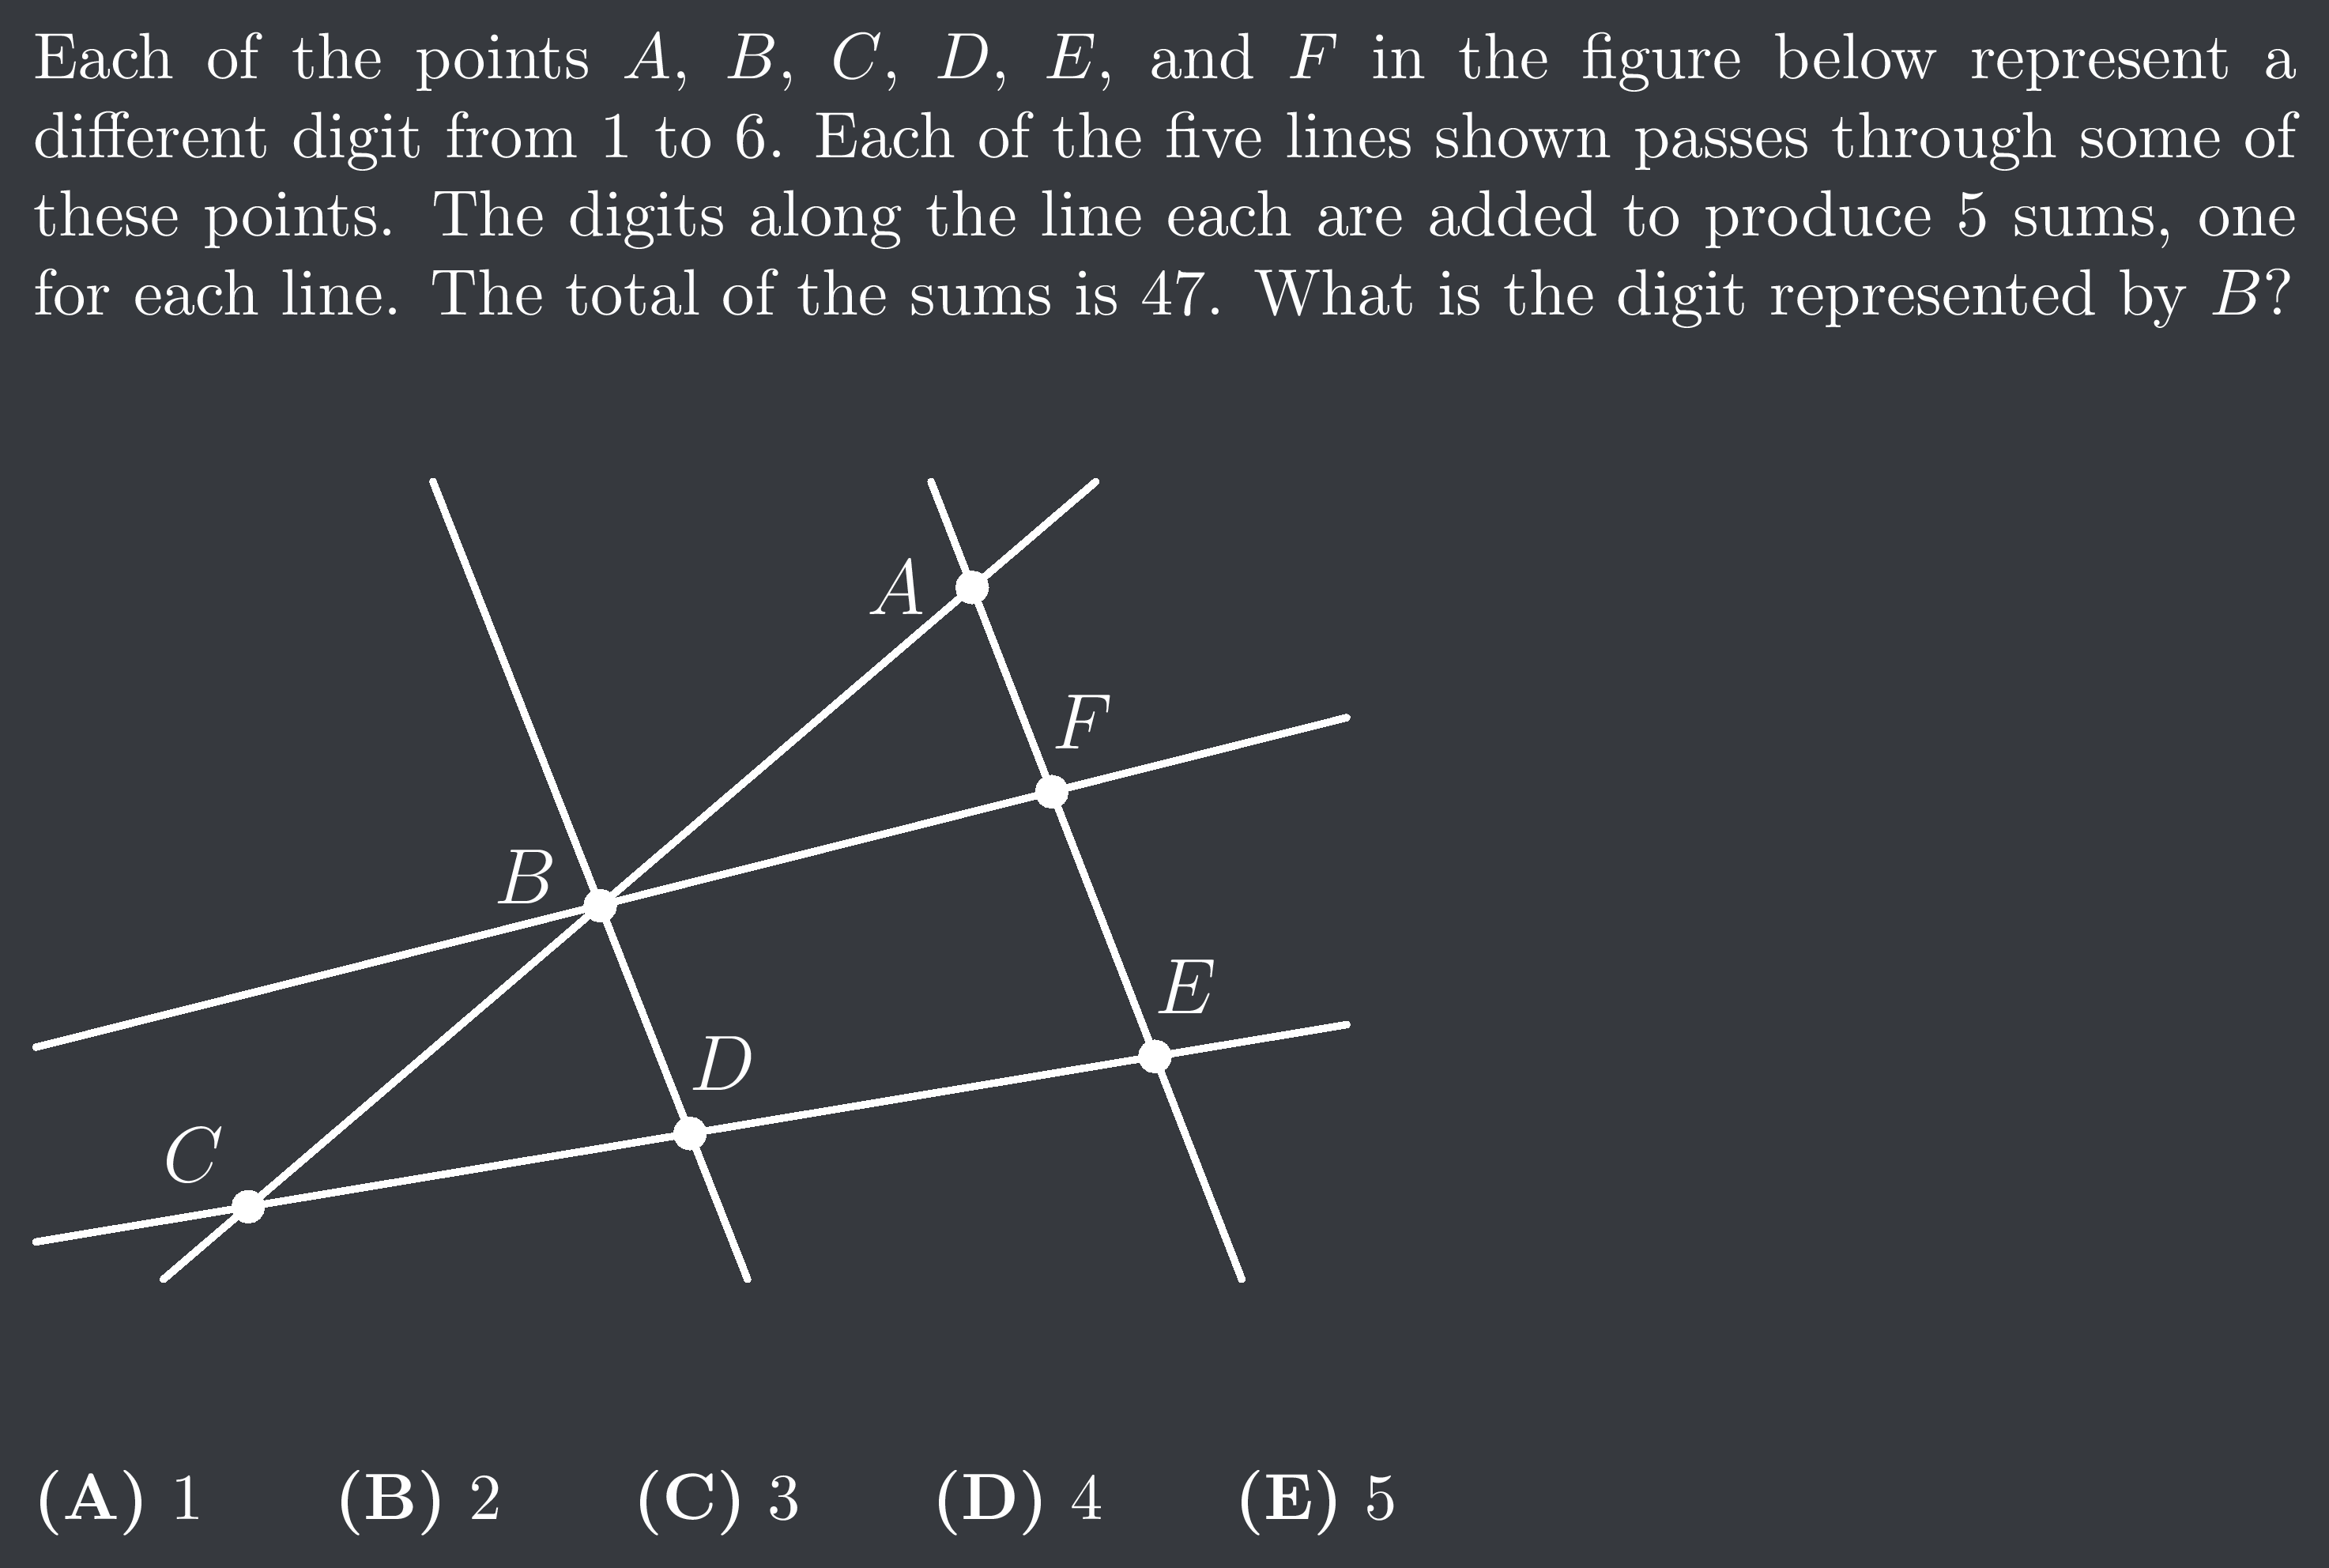 Each of the points A, B, C, D, E, and F in the figure below represent a
different digit from 1 to 6. Each of the five lines shown passes through some of
these points. The digits along the line each are added to produce 5 sums, one
for each line. The total of the sums is 47. What is the digit represented by B?
A
F
B
E
D
C
(A) 1 (B) 2 (C) 3 (D) 4 (E) 5